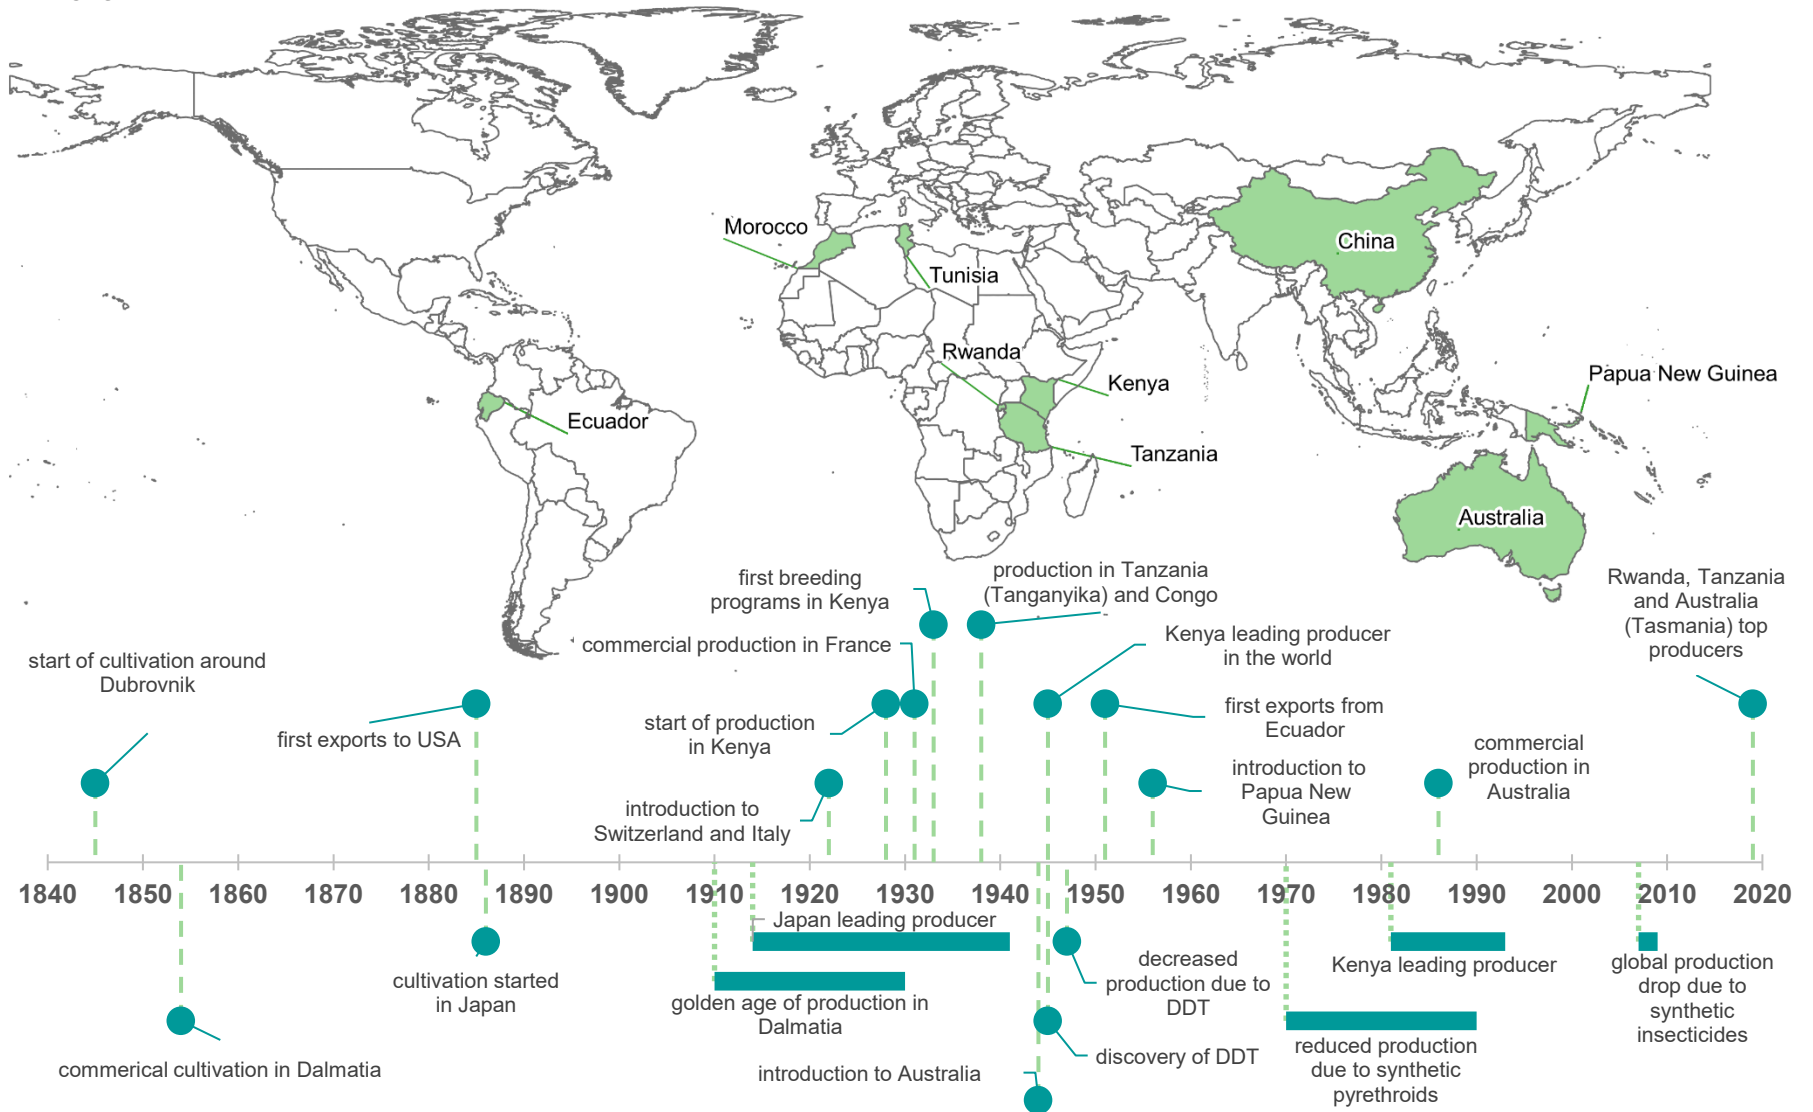 Morocco
China
Tunisia
Rwanda
Kenya
Papua New Guinea
Ecuador
Tanzania
Australia
first breeding
programs in Kenya
production in Tanzania
(Tanganyika) and Congo
Rwanda, Tanzania
and Australia
(Tasmania) top
producers
commercial production in France
Kenya leading producer
in the world
start of cultivation around
Dubrovnik
first exports to USA
start of production
in Kenya
first exports from
Ecuador
commercial
production in
Australia
introduction to
Switzerland and Italy
introduction to
Papua New
Guinea
1840 1850 1860 1870 1880 1890 1900 1910 1920 1930 1940 1950 1960 1970 1980 1990 2000 2010 2020
Japan leading producer
cultivation started
in Japan
golden age of production in
Dalmatia
decreased
production due to
DDT
Kenya leading producer
global production
drop due to
synthetic
insecticides
commerical cultivation in Dalmatia
introduction to Australia
discovery of DDT
reduced production
due to synthetic
pyrethroids